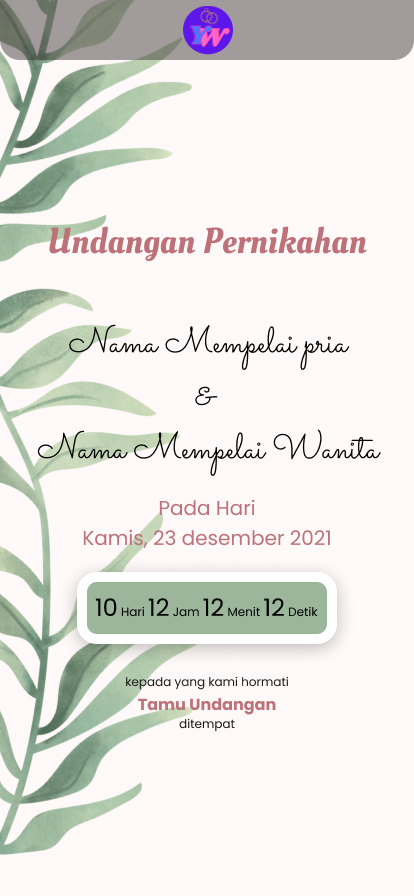 YW
Undangan Pernikahan
Nama Mempelai pria
&
Nama Mempelai Wanita
Pada Hari
Kamis, 23 desember 2021
10 Hari 12 Jam 12 Menit 12 Detik
kepada yang kami hormati
Tamu Undangan
ditempat